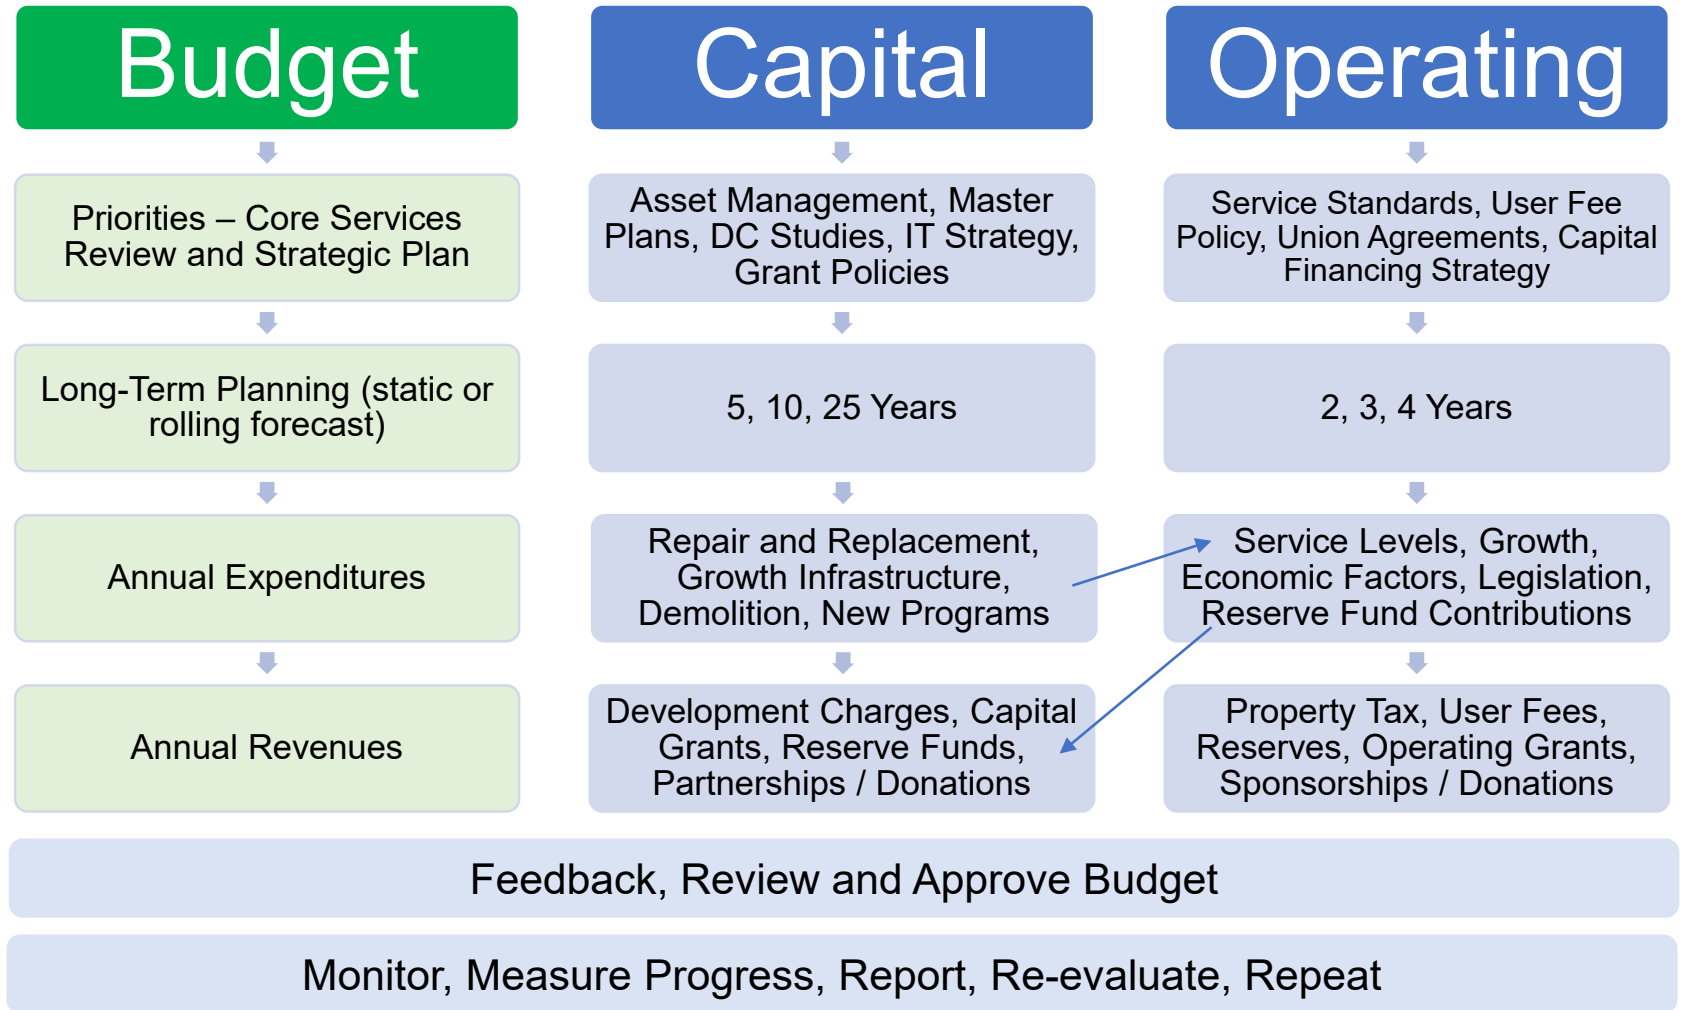 Budget
Capital
Operating
Priorities – Core Services
Review and Strategic Plan
Asset Management, Master
Plans, DC Studies, IT Strategy,
Grant Policies
Service Standards, User Fee
Policy, Union Agreements, Capital
Financing Strategy
Long-Term Planning (static or
rolling forecast)
5, 10, 25 Years
2, 3, 4 Years
Annual Expenditures
Repair and Replacement,
Growth Infrastructure,
Demolition, New Programs
Service Levels, Growth,
Economic Factors, Legislation,
Reserve Fund Contributions
Annual Revenues
Development Charges, Capital
Grants, Reserve Funds,
Partnerships / Donations
Property Tax, User Fees,
Reserves, Operating Grants,
Sponsorships / Donations
Feedback, Review and Approve Budget
Monitor, Measure Progress, Report, Re-evaluate, Repeat